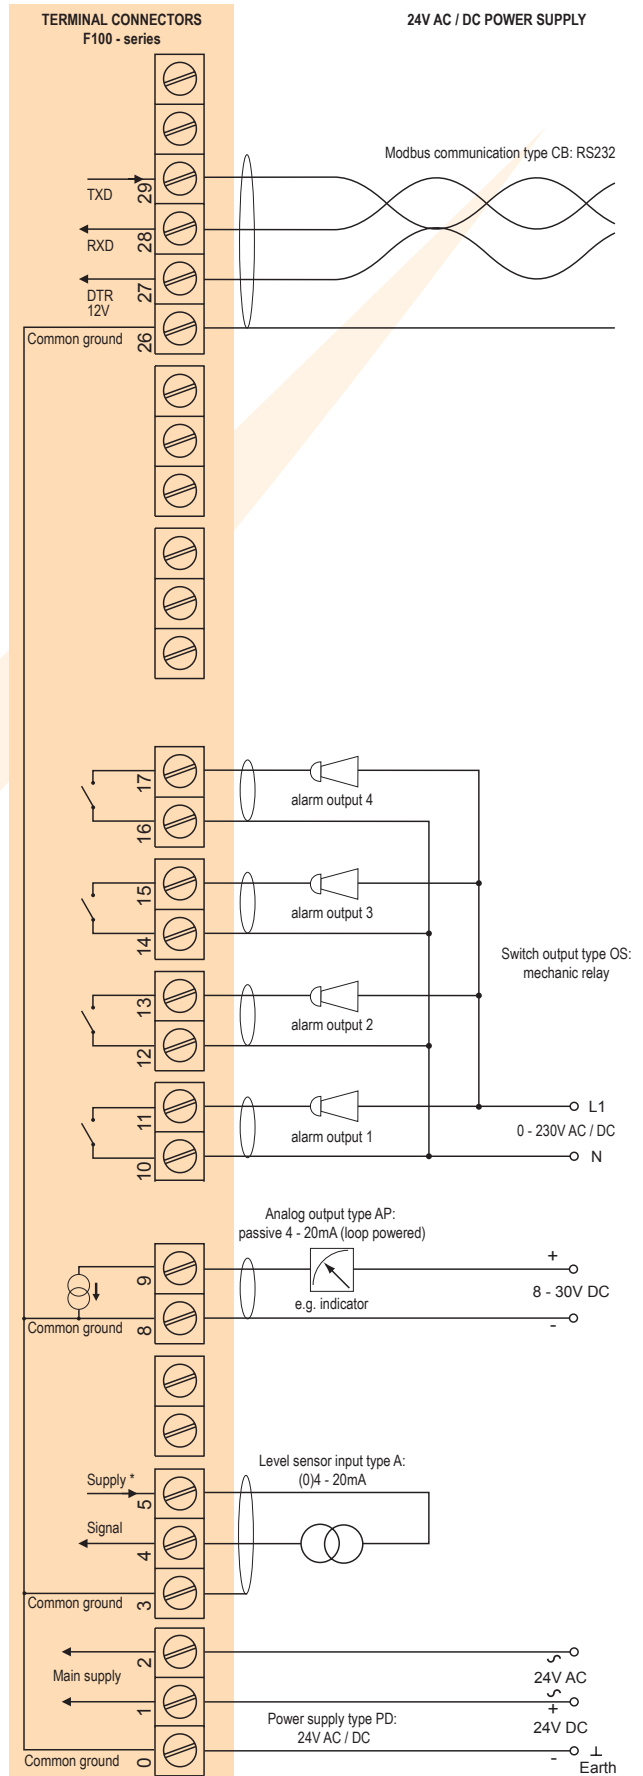 TERMINAL CONNECTORS
F100 - series
24V AC / DC POWER SUPPLY
Modbus communication type CB: RS232
29
TXD
28
RXD
27
DTR
12V
26
Common ground
17
alarm output 4
16
15
alarm output 3
14
Switch output type OS:
mechanic relay
13
alarm output 2
12
11
L1
alarm output 1
0 - 230V AC / DC
10
N
Analog output type AP:
passive 4 - 20mA (loop powered)
9
+
8 - 30V DC
e.g. indicator
8
Common ground
-
Level sensor input type A:
(0)4 - 20mA
Supply *
5
Signal
4
3
Common ground
2
Main supply
24V AC
1
+
Power supply type PD:
24V AC / DC
24V DC
0
Common ground
-
Earth